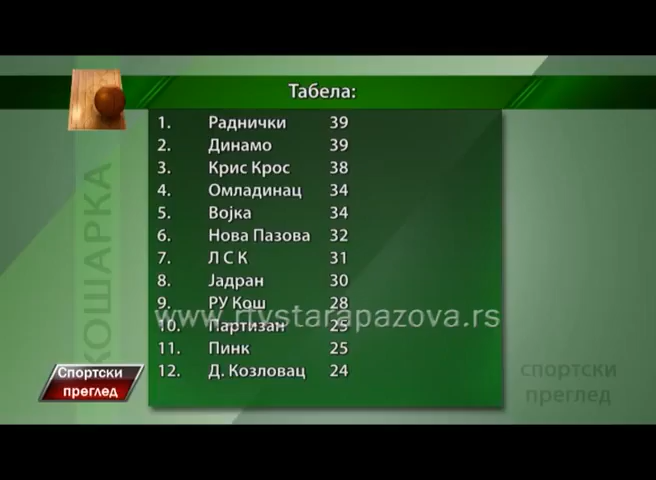 Табела:
1. Раднички 39
2. Динамо 39
3. Крис Крос 38
4. Омладинац 34
5. Војка 34
6. Нова Пазова 32
7. Л С К 31
8. Јадран 30
9. РУ Кош 28
www.rtvstarapazova.rs
10. Партизан 25
11. Пинк 25
12. Д. Козловац 24
КОШАРКА
Спортски
преглед
спортски
преглед